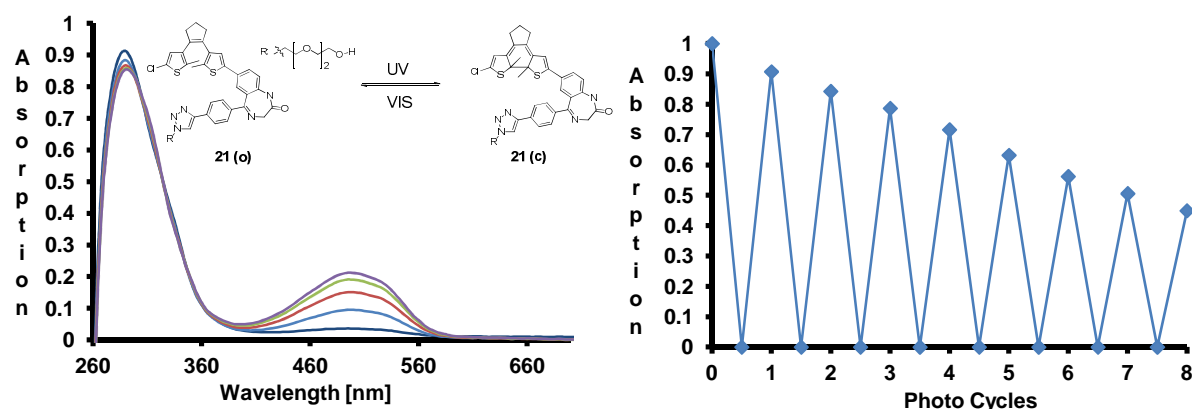 Absorption
1
0.9
0.8
0.7
0.6
0.5
0.4
0.3
0.2
0.1
0
260 360 460 560 660
Wavelength [nm]
Cl S S
N
O
N
N N
N
R
21 (o)
R O OH
2
UV
VIS
Cl S S
N
O
N
N N
N
R
21 (c)
Absorption
1
0.9
0.8
0.7
0.6
0.5
0.4
0.3
0.2
0.1
0
0 1 2 3 4 5 6 7 8
Photo Cycles